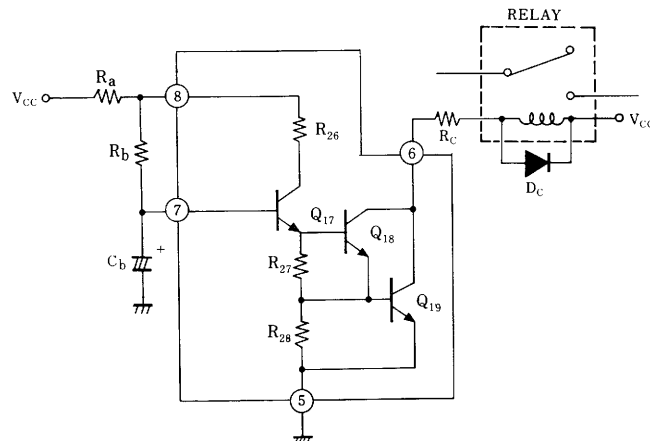 RELAY
Ra
VCC
8
R26
RC
VCC
6
DC
Rb
7
Q17
Q18
Cb
+
R27
Q19
R28
5